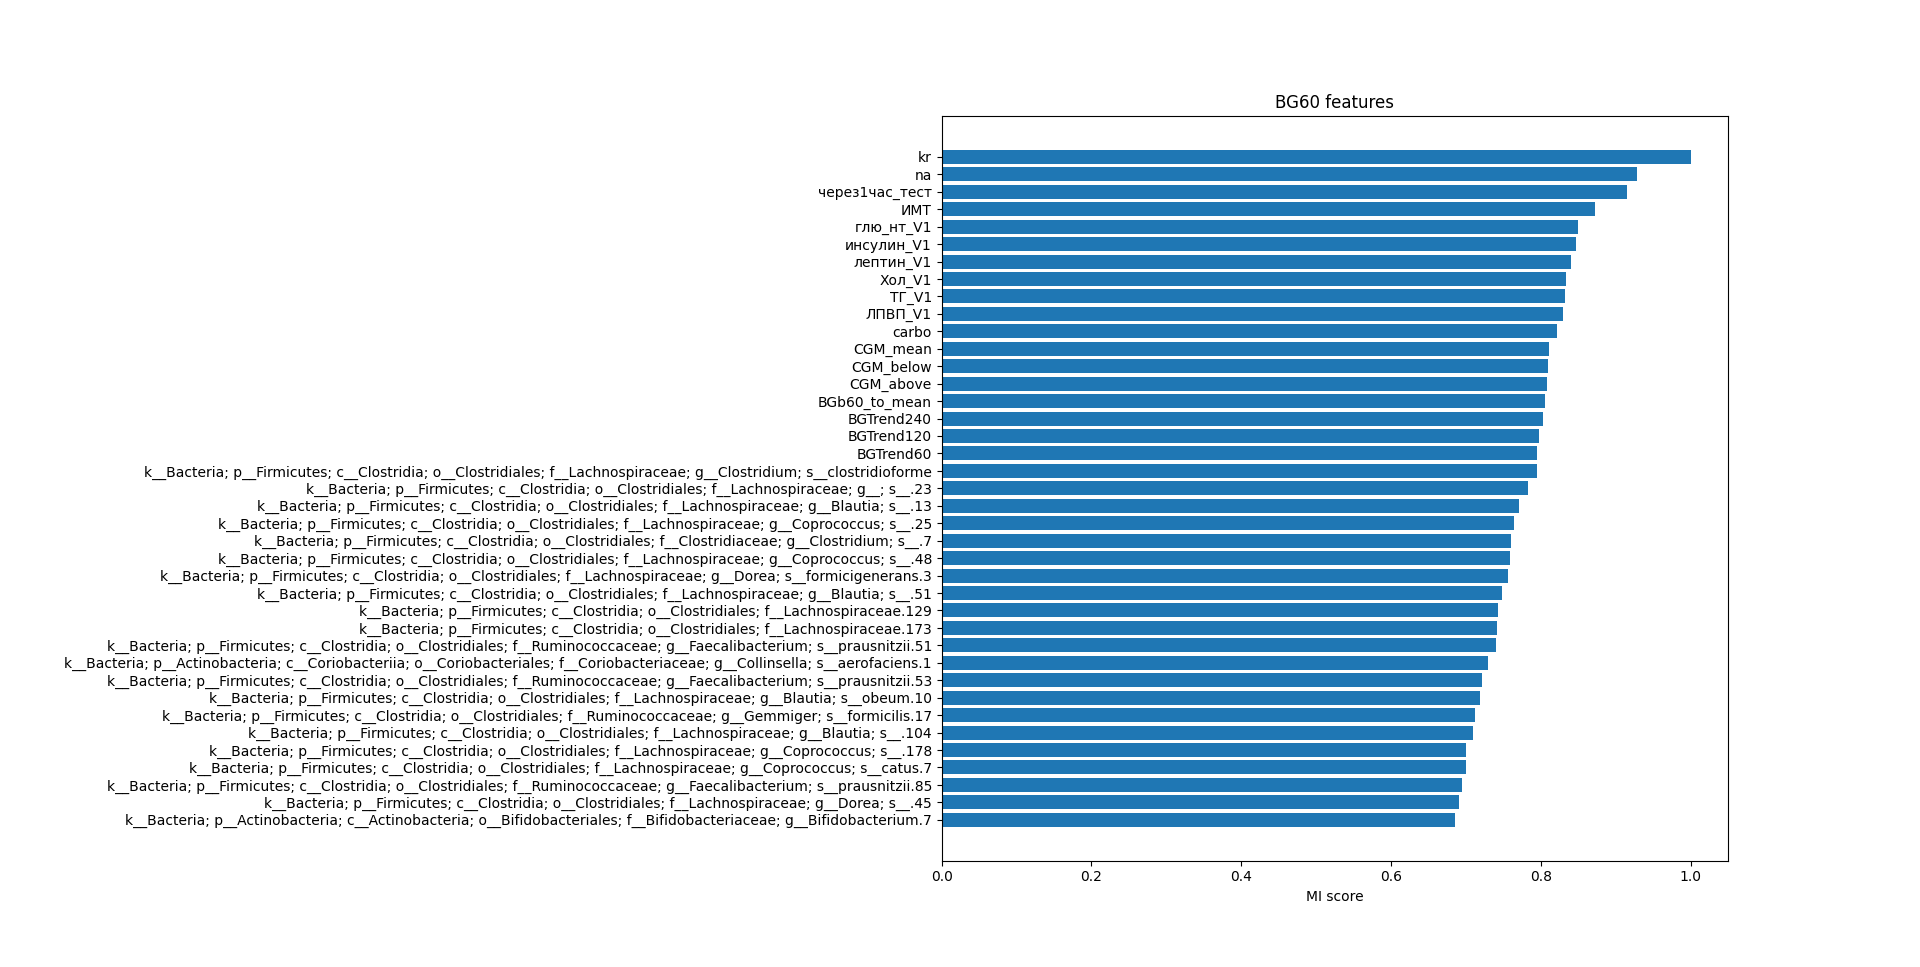 BG60 features
kr
na
через1час_тест
ИМТ
глю_нт_V1
инсулин_V1
лептин_V1
Хол_V1
ТГ_V1
ЛПВП_V1
carbo
CGM_mean
CGM_below
CGM_above
BGb60_to_mean
BGTrend240
BGTrend120
BGTrend60
k__Bacteria; p__Firmicutes; c__Clostridia; o__Clostridiales; f__Lachnospiraceae; g__Clostridium; s__clostridioforme
k__Bacteria; p__Firmicutes; c__Clostridia; o__Clostridiales; f__Lachnospiraceae; g__; s__.23
k__Bacteria; p__Firmicutes; c__Clostridia; o__Clostridiales; f__Lachnospiraceae; g__Blautia; s__.13
k__Bacteria; p__Firmicutes; c__Clostridia; o__Clostridiales; f__Lachnospiraceae; g__Coprococcus; s__.25
k__Bacteria; p__Firmicutes; c__Clostridia; o__Clostridiales; f__Clostridiaceae; g__Clostridium; s__.7
k__Bacteria; p__Firmicutes; c__Clostridia; o__Clostridiales; f__Lachnospiraceae; g__Coprococcus; s__.48
k__Bacteria; p__Firmicutes; c__Clostridia; o__Clostridiales; f__Lachnospiraceae; g__Dorea; s__formicigenerans.3
k__Bacteria; p__Firmicutes; c__Clostridia; o__Clostridiales; f__Lachnospiraceae; g__Blautia; s__.51
k__Bacteria; p__Firmicutes; c__Clostridia; o__Clostridiales; f__Lachnospiraceae.129
k__Bacteria; p__Firmicutes; c__Clostridia; o__Clostridiales; f__Lachnospiraceae.173
k__Bacteria; p__Firmicutes; c__Clostridia; o__Clostridiales; f__Ruminococcaceae; g__Faecalibacterium; s__prausnitzii.51
k__Bacteria; p__Actinobacteria; c__Coriobacteriia; o__Coriobacteriales; f__Coriobacteriaceae; g__Collinsella; s__aerofaciens.1
k__Bacteria; p__Firmicutes; c__Clostridia; o__Clostridiales; f__Ruminococcaceae; g__Faecalibacterium; s__prausnitzii.53
k__Bacteria; p__Firmicutes; c__Clostridia; o__Clostridiales; f__Lachnospiraceae; g__Blautia; s__obeum.10
k__Bacteria; p__Firmicutes; c__Clostridia; o__Clostridiales; f__Ruminococcaceae; g__Gemmiger; s__formicilis.17
k__Bacteria; p__Firmicutes; c__Clostridia; o__Clostridiales; f__Lachnospiraceae; g__Blautia; s__.104
k__Bacteria; p__Firmicutes; c__Clostridia; o__Clostridiales; f__Lachnospiraceae; g__Coprococcus; s__.178
k__Bacteria; p__Firmicutes; c__Clostridia; o__Clostridiales; f__Lachnospiraceae; g__Coprococcus; s__catus.7
k__Bacteria; p__Firmicutes; c__Clostridia; o__Clostridiales; f__Ruminococcaceae; g__Faecalibacterium; s__prausnitzii.85
k__Bacteria; p__Firmicutes; c__Clostridia; o__Clostridiales; f__Lachnospiraceae; g__Dorea; s__.45
k__Bacteria; p__Actinobacteria; c__Actinobacteria; o__Bifidobacteriales; f__Bifidobacteriaceae; g__Bifidobacterium.7
0.0 0.2 0.4 0.6 0.8 1.0
MI score